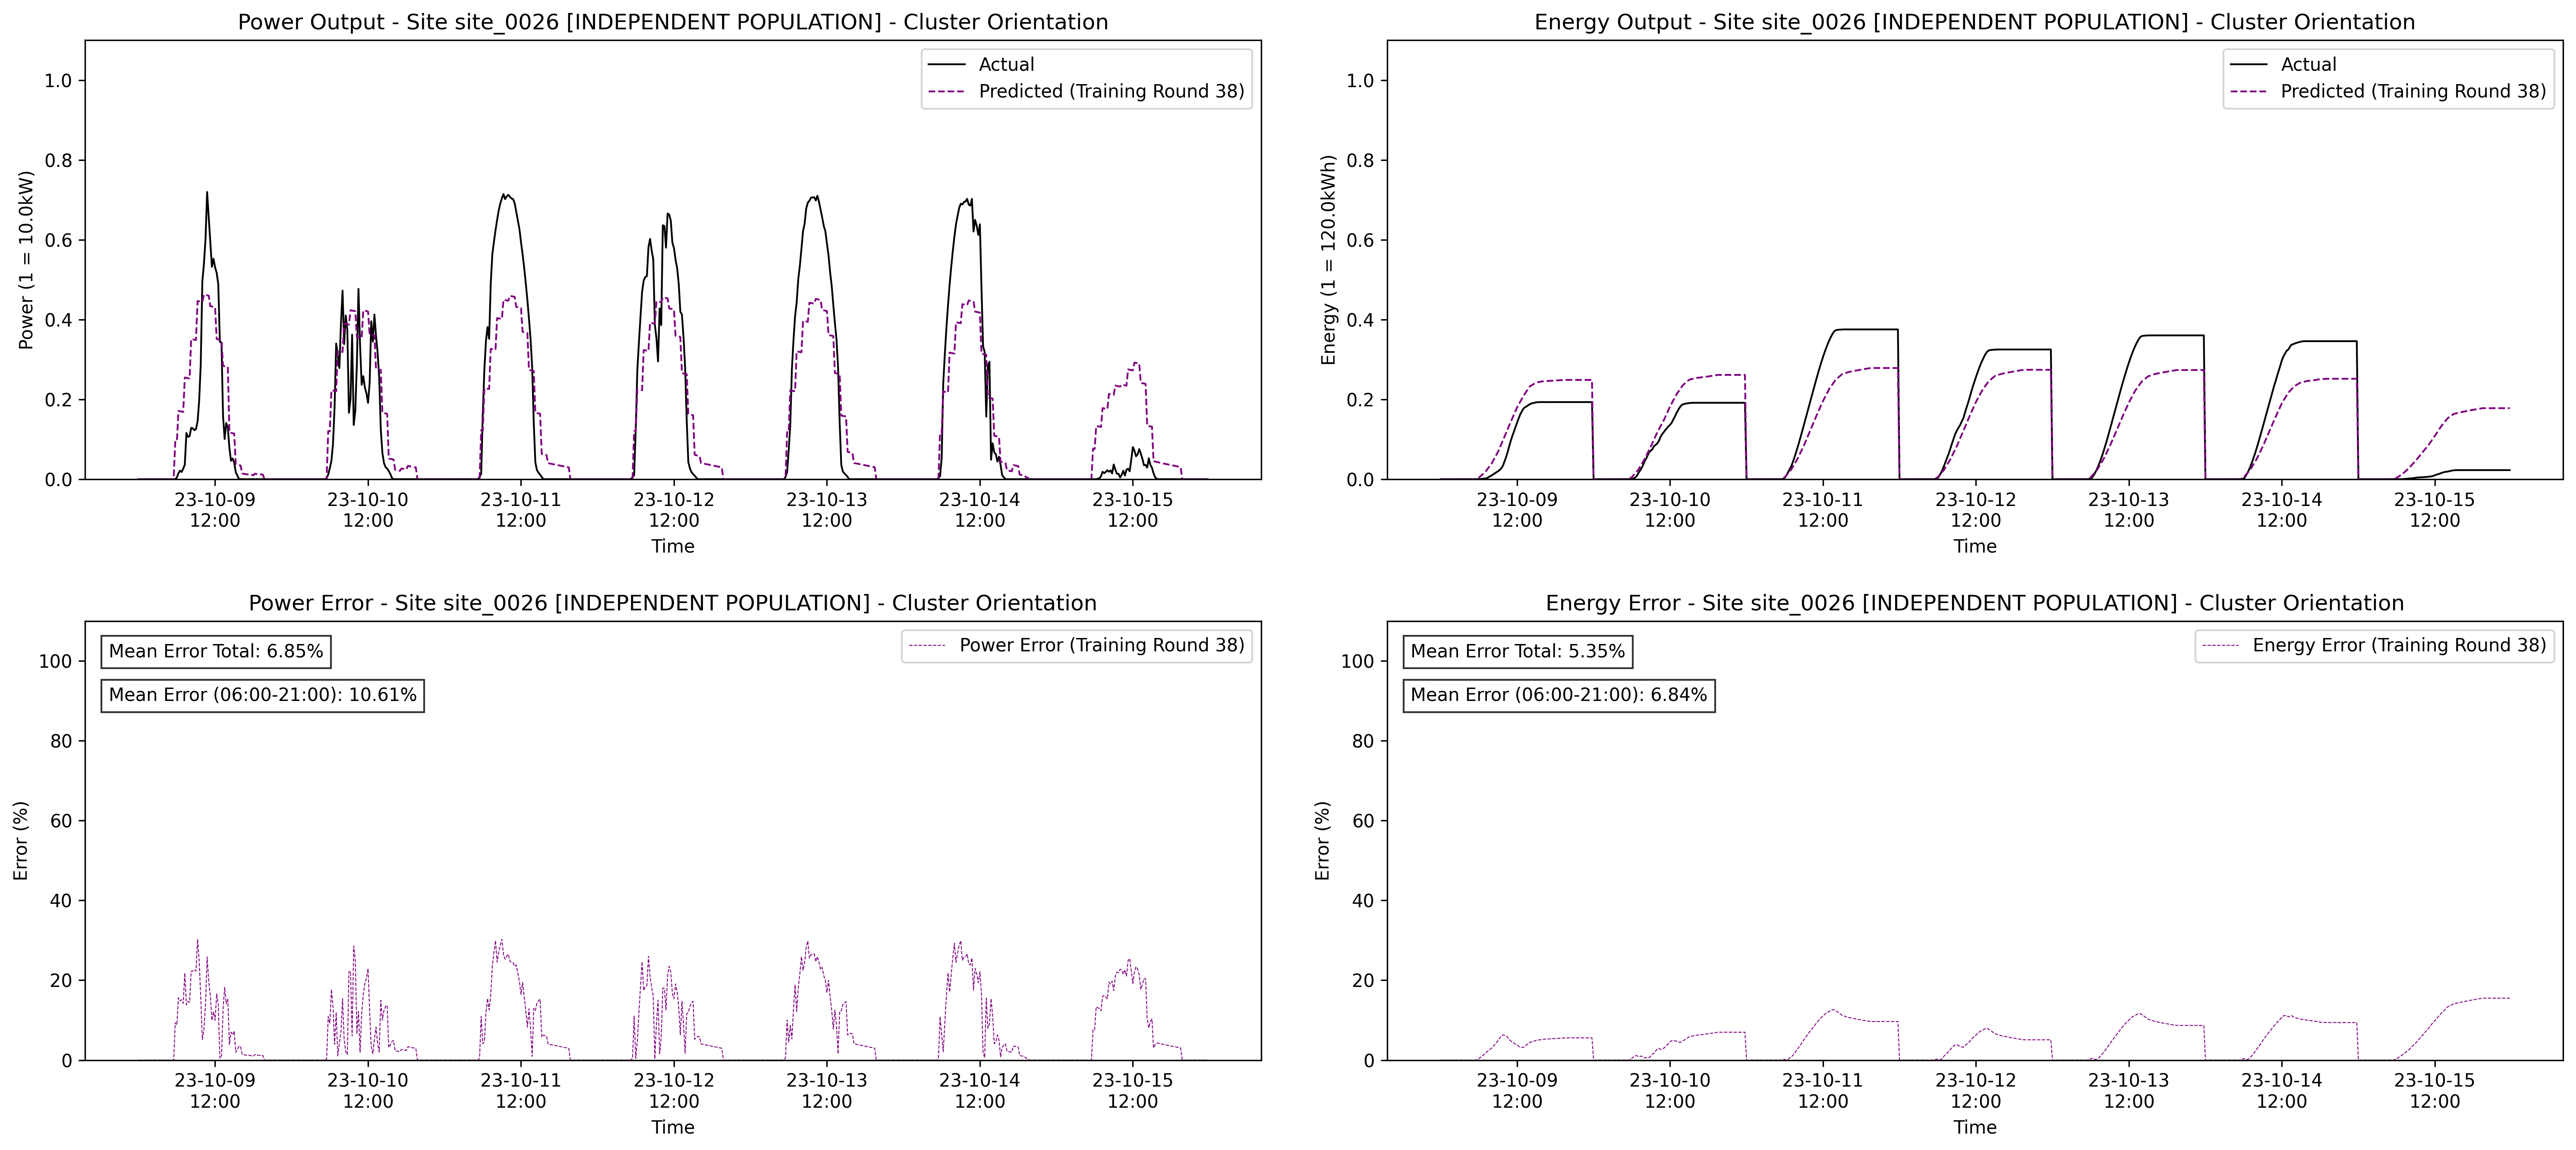 Power Output - Site site_0026 [INDEPENDENT POPULATION] - Cluster Orientation
Actual
Predicted (Training Round 38)
Power (1 = 10.0kW)
1.0
0.8
0.6
0.4
0.2
0.0
23-10-09 23-10-10 23-10-11 23-10-12 23-10-13 23-10-14 23-10-15
12:00 12:00 12:00 12:00 12:00 12:00 12:00
Time
Energy Output - Site site_0026 [INDEPENDENT POPULATION] - Cluster Orientation
Actual
Predicted (Training Round 38)
Energy (1 = 120.0kWh)
1.0
0.8
0.6
0.4
0.2
0.0
23-10-09 23-10-10 23-10-11 23-10-12 23-10-13 23-10-14 23-10-15
12:00 12:00 12:00 12:00 12:00 12:00 12:00
Time
Power Error - Site site_0026 [INDEPENDENT POPULATION] - Cluster Orientation
Mean Error Total: 6.85%
Mean Error (06:00-21:00): 10.61%
Power Error (Training Round 38)
Error (%)
100
80
60
40
20
0
23-10-09 23-10-10 23-10-11 23-10-12 23-10-13 23-10-14 23-10-15
12:00 12:00 12:00 12:00 12:00 12:00 12:00
Time
Energy Error - Site site_0026 [INDEPENDENT POPULATION] - Cluster Orientation
Mean Error Total: 5.35%
Mean Error (06:00-21:00): 6.84%
Energy Error (Training Round 38)
Error (%)
100
80
60
40
20
0
23-10-09 23-10-10 23-10-11 23-10-12 23-10-13 23-10-14 23-10-15
12:00 12:00 12:00 12:00 12:00 12:00 12:00
Time